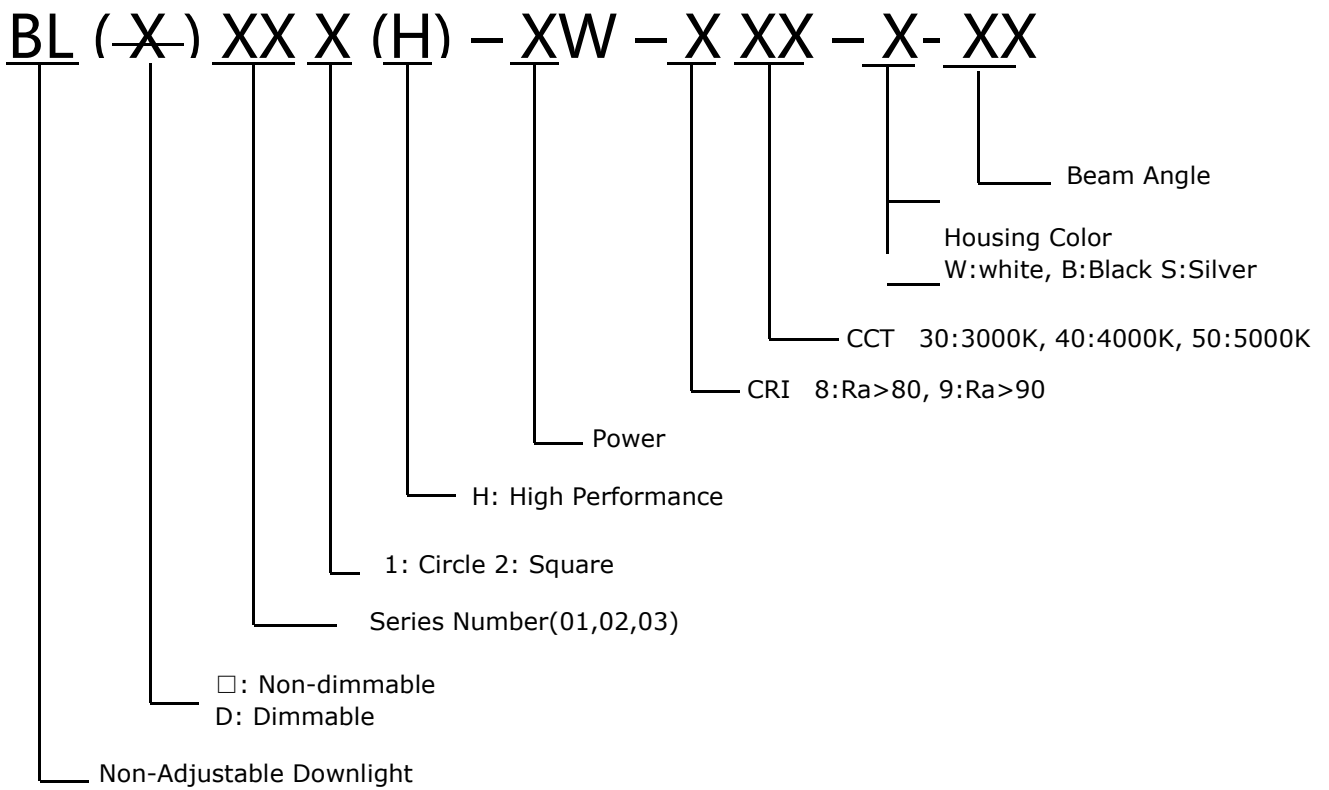 BL (X) XX X (H) – XW – X XX – X- XX
Beam Angle
Housing Color
W:white, B:Black S:Silver
CCT 30:3000K, 40:4000K, 50:5000K
CRI 8:Ra>80, 9:Ra>90
Power
H: High Performance
1: Circle 2: Square
Series Number(01,02,03)
□: Non-dimmable
D: Dimmable
Non-Adjustable Downlight